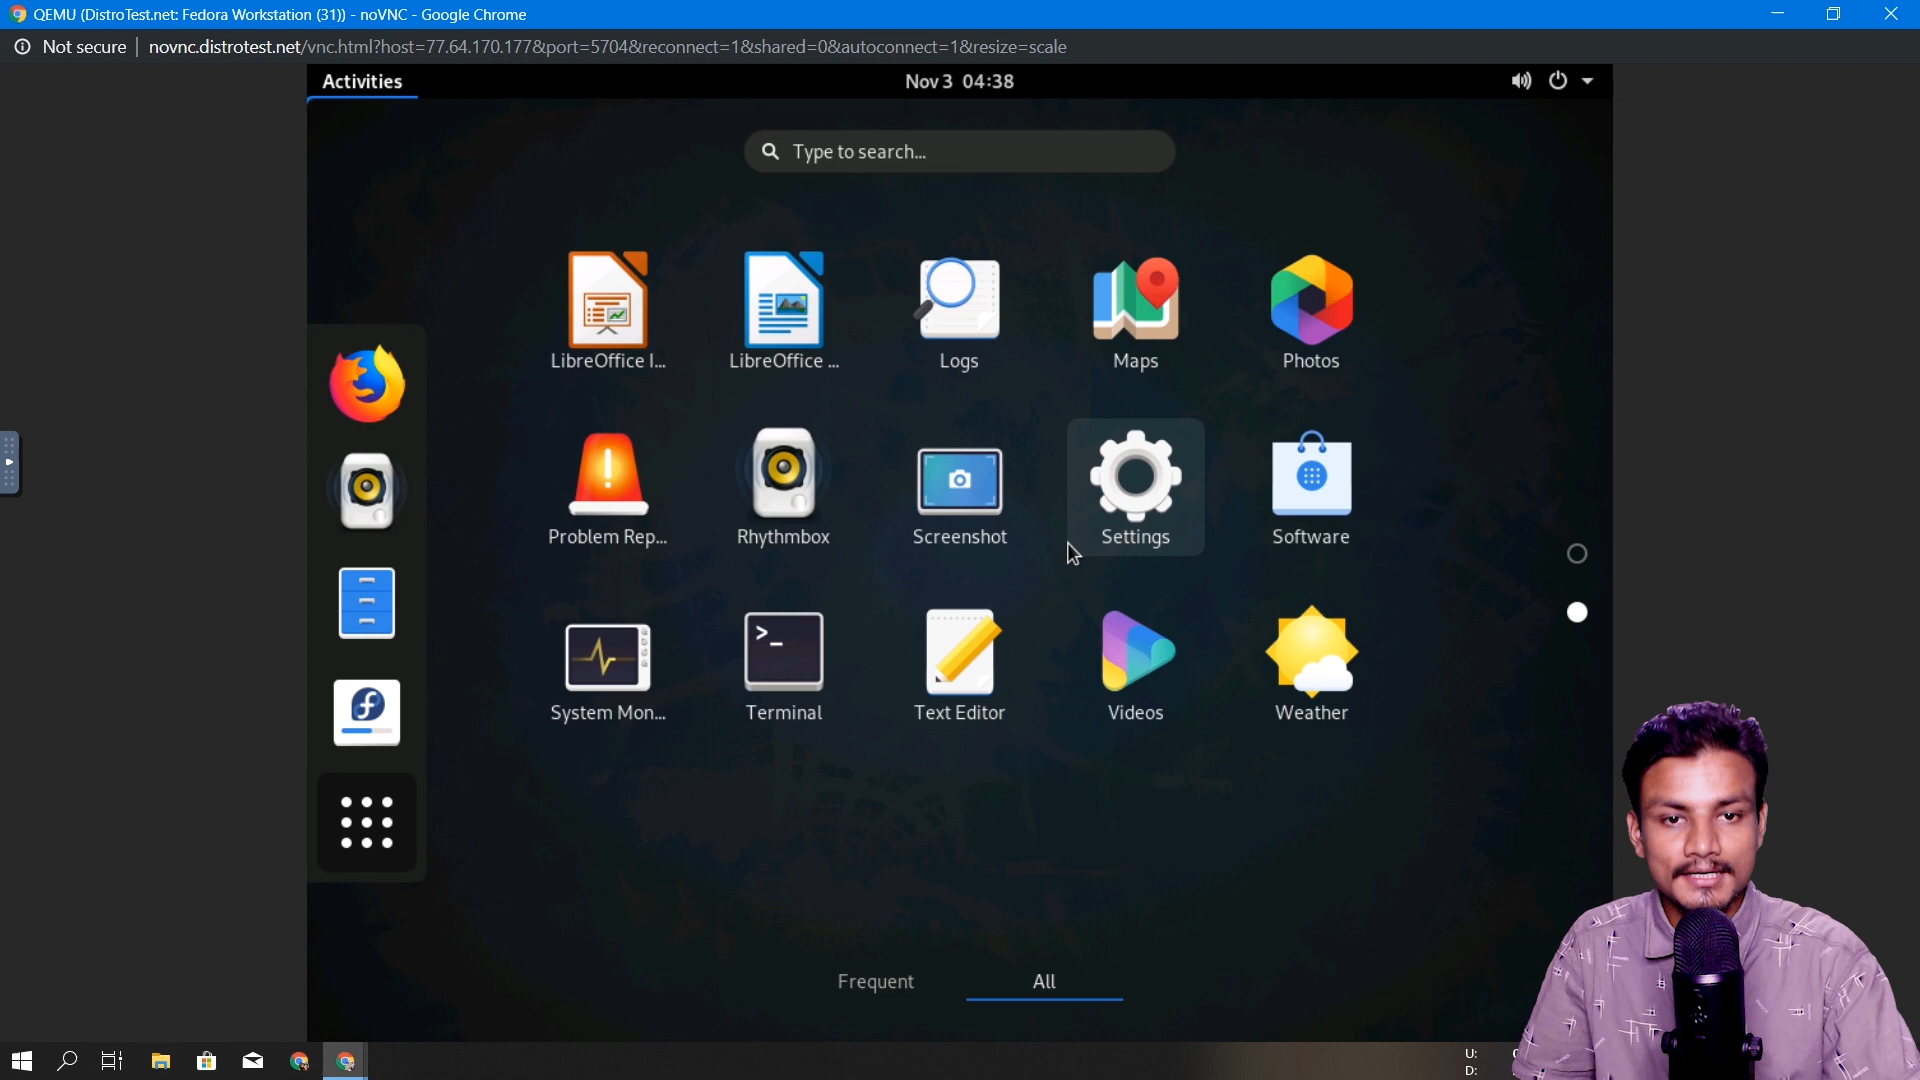 QEMU (DistroTest.net: Fedora Workstation (31)) - noVNC - Google Chrome
Not secure | novnc.distrotest.net/vnc.html?host=77.64.170.177&port=5704&reconnect=1&shared=0&autoconnect=1&resize=scale
Activities
Nov 3 04:38
Type to search...
LibreOffice I...
LibreOffice ...
Logs
Maps
Photos
Problem Rep...
Rhythmbox
Screenshot
Settings
Software
System Mon...
Terminal
Text Editor
Videos
Weather
Frequent
All
U:
D: